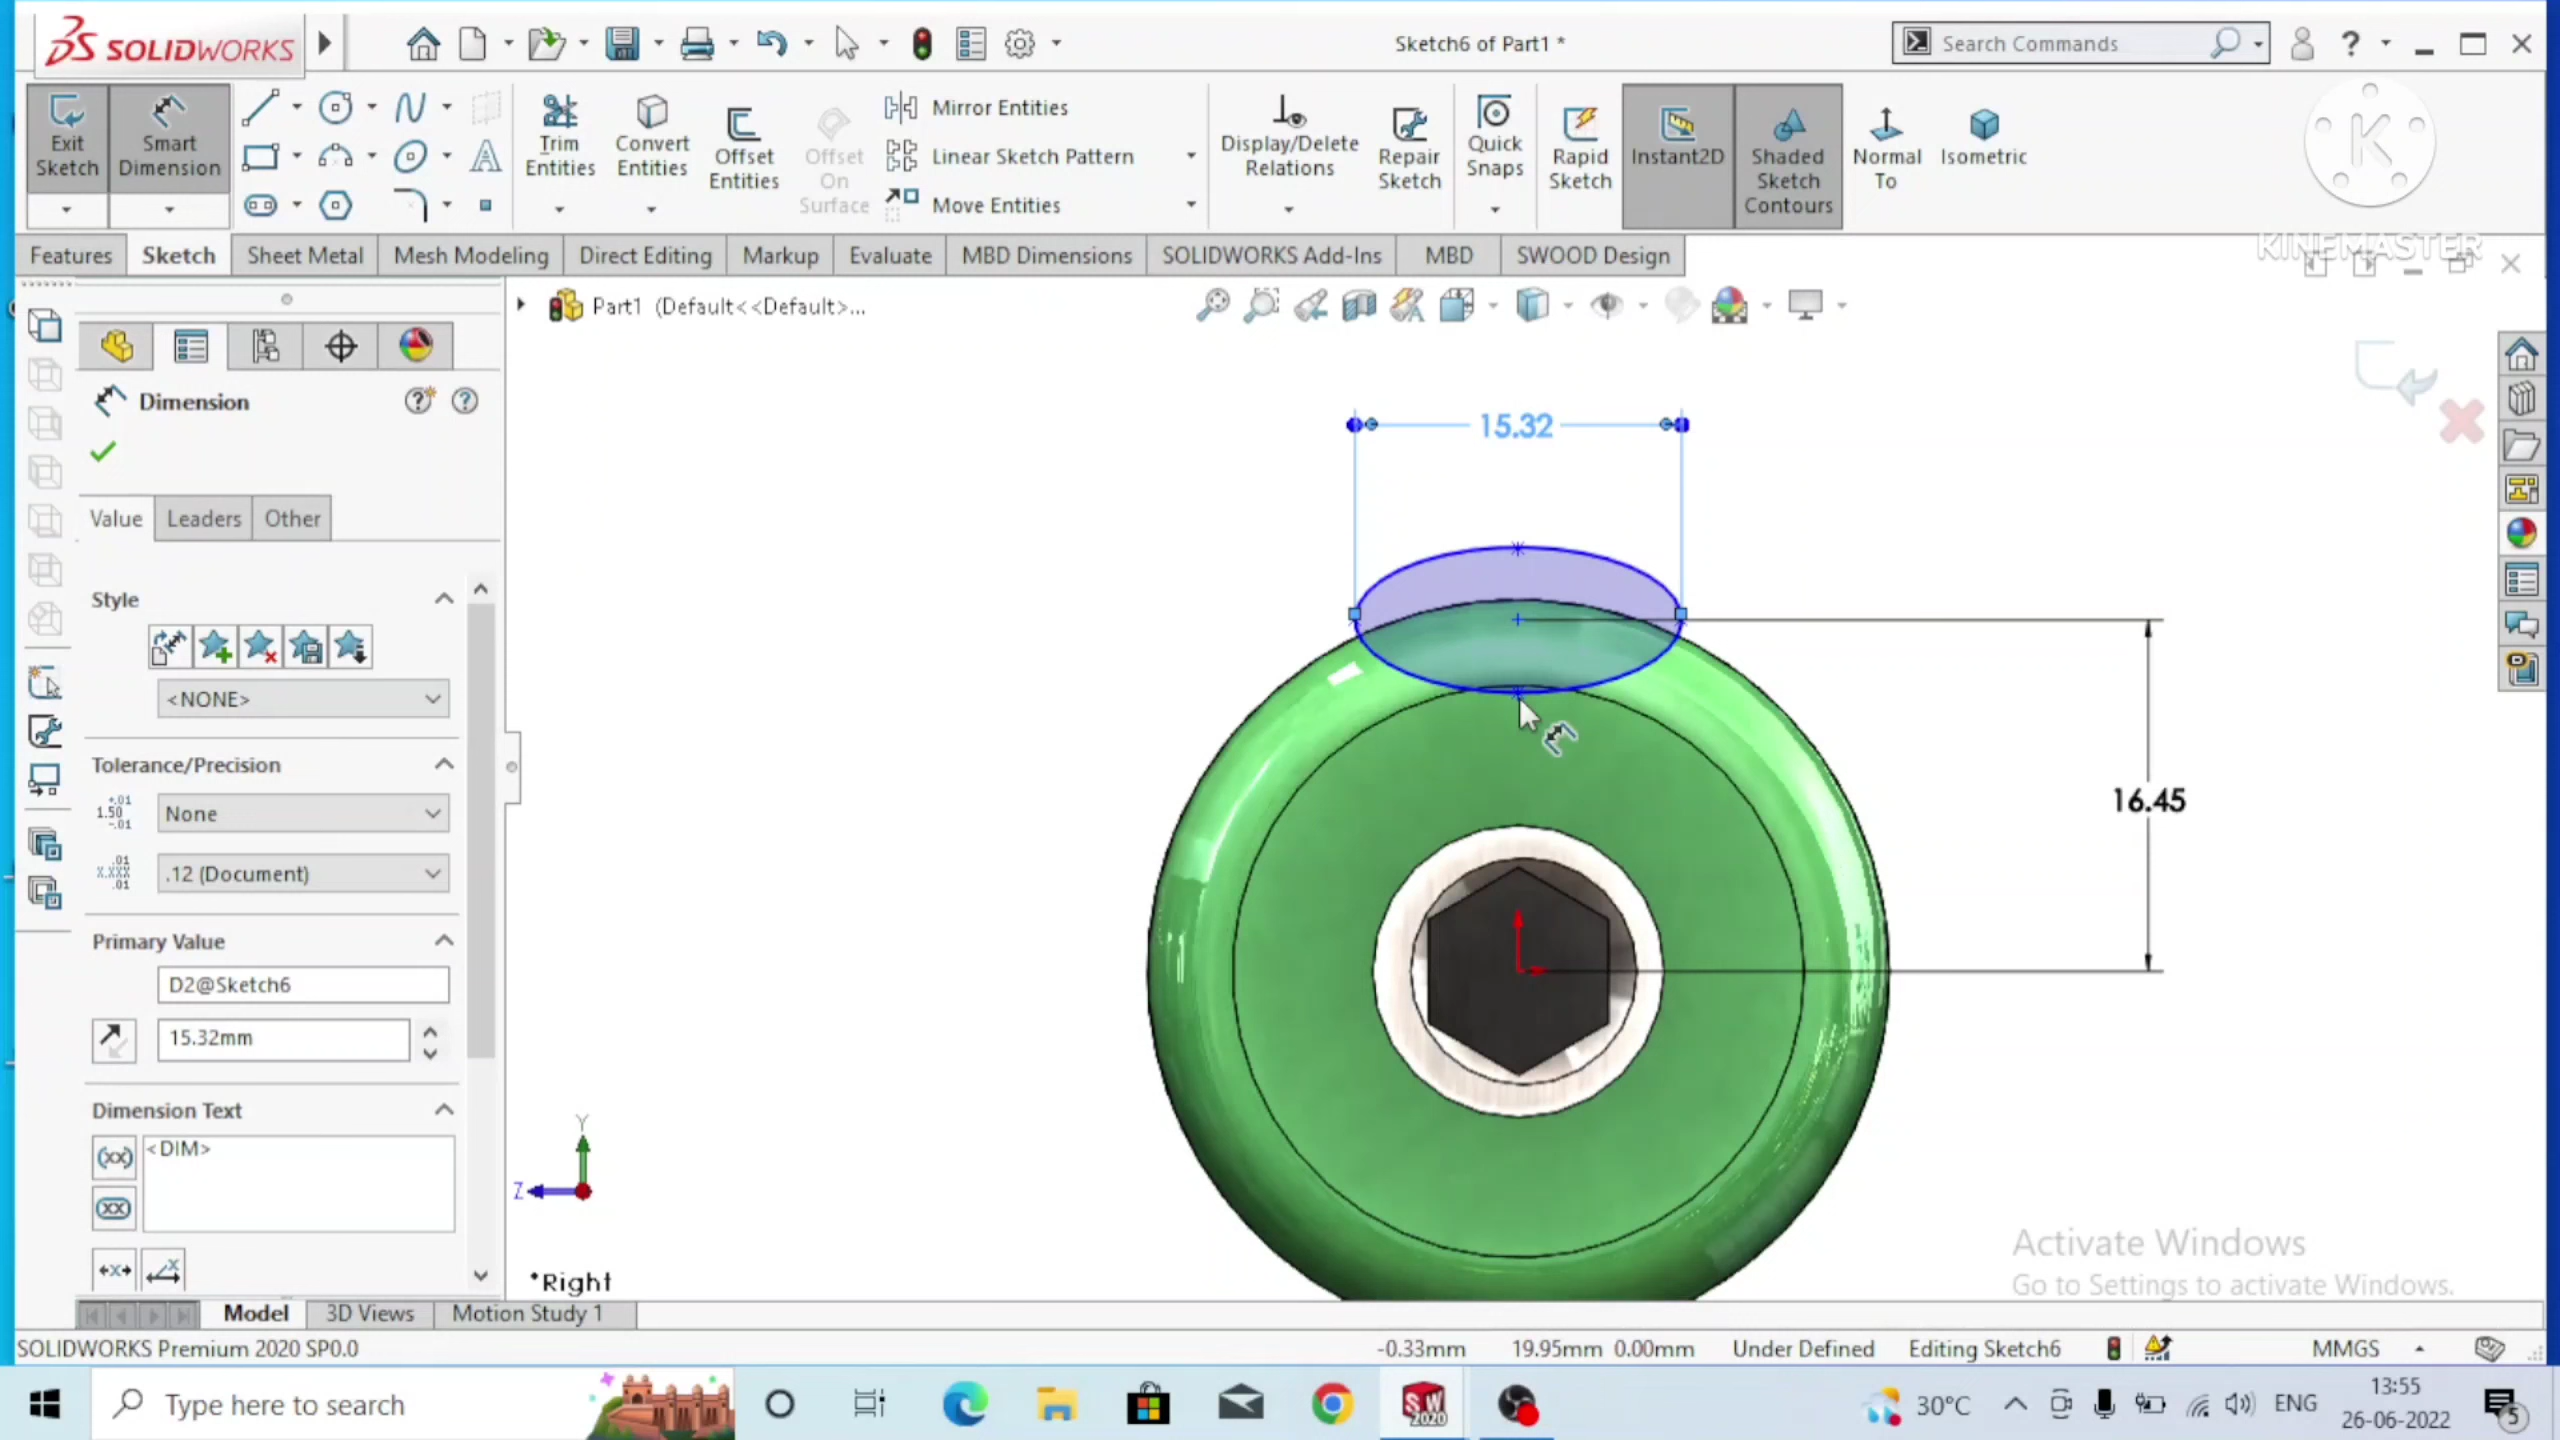 SOLIDWORKS
Sketch6 of Part1 *
Search Commands
Exit Sketch
Smart Dimension
Trim Entities
Convert Entities
Offset Entities
Offset On Surface
Mirror Entities
Linear Sketch Pattern
Move Entities
Display/Delete Relations
Repair Sketch
Quick Snaps
Rapid Sketch
Instant2D
Shaded Sketch Contours
Normal To
Isometric
K
KINEMASTER
Features
Sketch
Sheet Metal
Mesh Modeling
Direct Editing
Markup
Evaluate
MBD Dimensions
SOLIDWORKS Add-Ins
MBD
SWOOD Design
Part1 (Default<<Default>...
Dimension
Value
Leaders
Other
Style
<NONE>
Tolerance/Precision
None
.12 (Document)
Primary Value
D2@Sketch6
15.32mm
Dimension Text
<DIM>
(xx)
15.32
16.45
Y
Z
*Right
Activate Windows
Go to Settings to activate Windows.
Model
3D Views
Motion Study 1
SOLIDWORKS Premium 2020 SP0.0
-0.33mm
19.95mm 0.00mm
Under Defined
Editing Sketch6
MMGS
Type here to search
SW
2020
30°C
ENG
13:55
26-06-2022
5